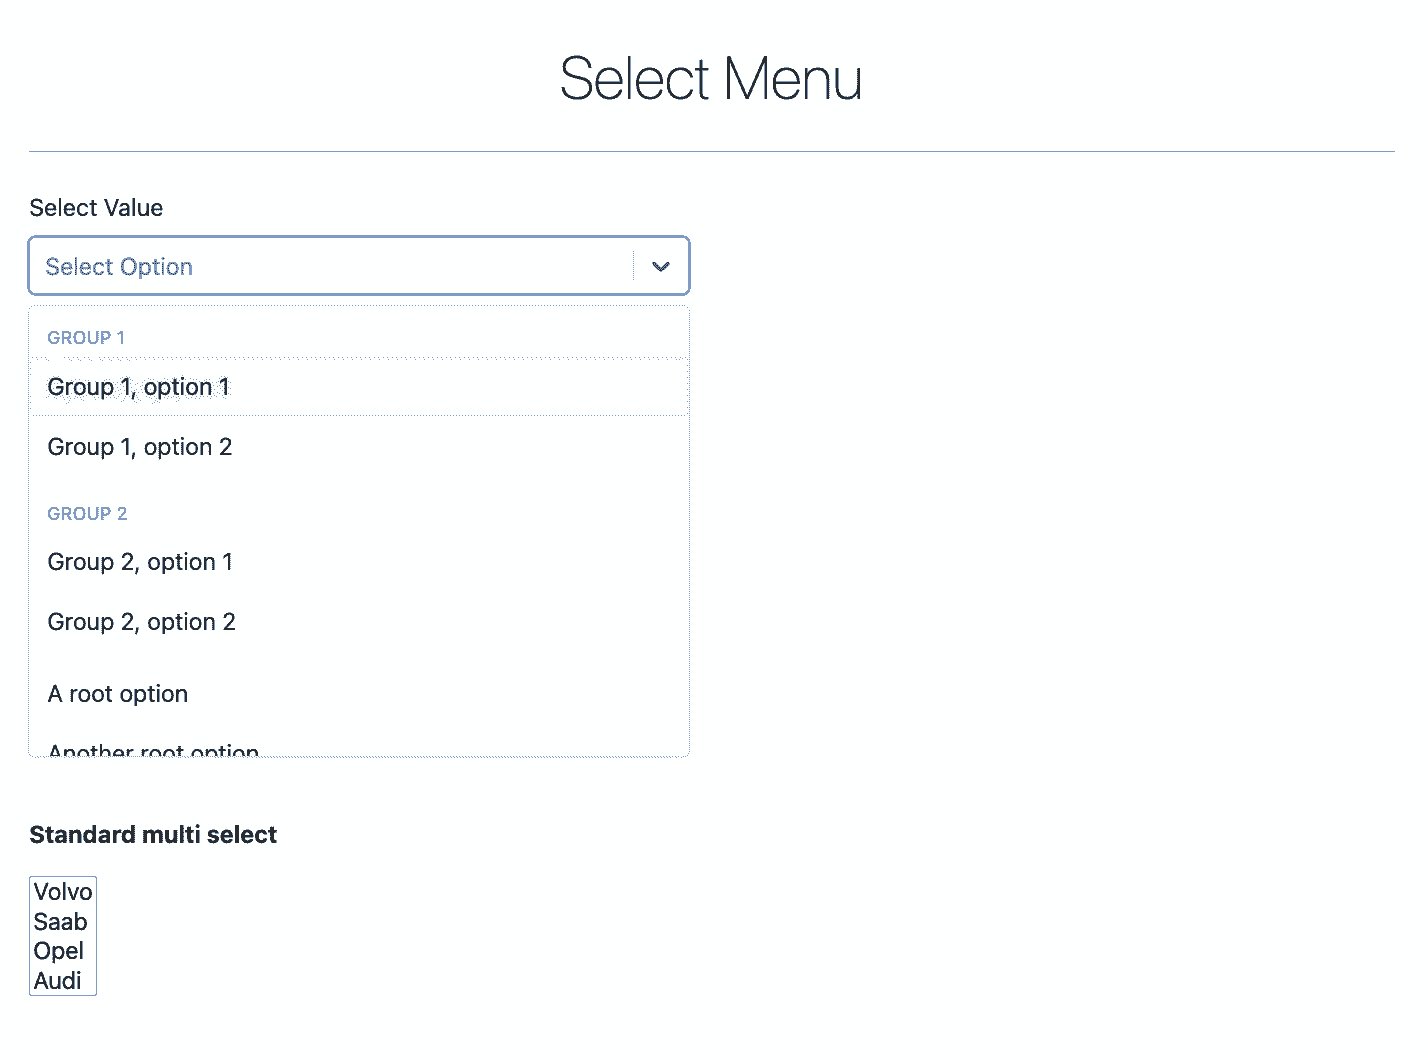 Select Menu
Select Value
Select Option
GROUP 1
Group 1, option 1
Group 1, option 2
GROUP 2
Group 2, option 1
Group 2, option 2
A root option
Another root option
Standard multi select
Volvo
Saab
Opel
Audi